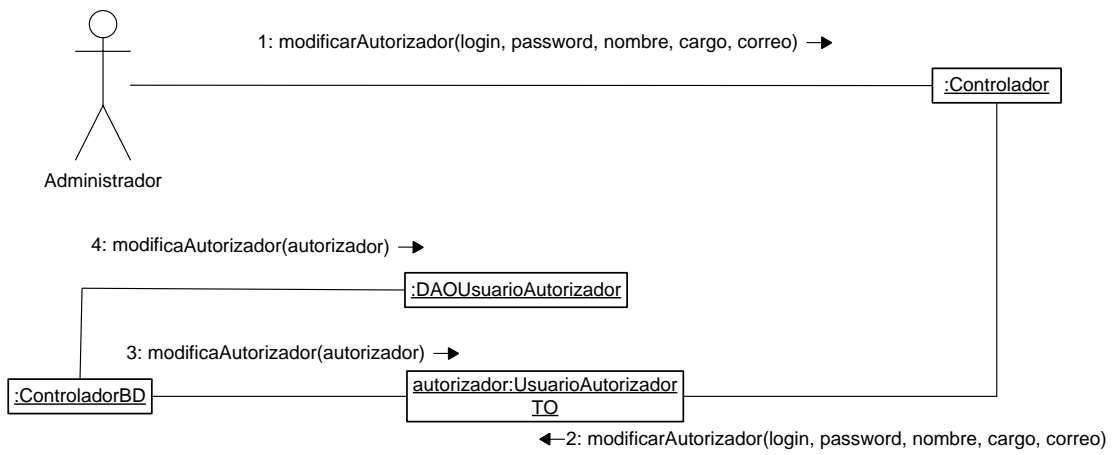 1: modificarAutorizador(login, password, nombre, cargo, correo)
:Controlador
Administrador
4: modificaAutorizador(autorizador)
:DAOUsuarioAutorizador
3: modificaAutorizador(autorizador)
:ControladorBD
autorizador:UsuarioAutorizador
TO
2: modificarAutorizador(login, password, nombre, cargo, correo)